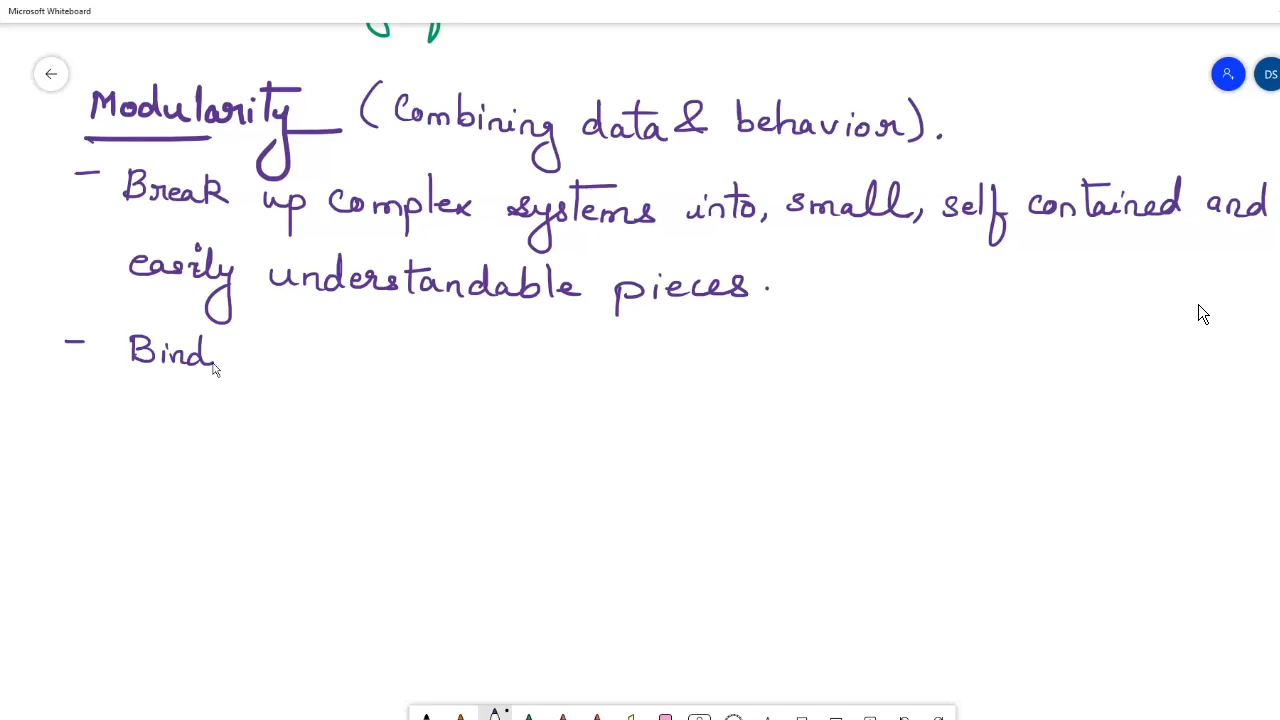 Microsoft Whiteboard
DS
Modularity (Combining data & behavior).
- Break up complex systems into, small, self contained and
easily understandable pieces.
- Bind